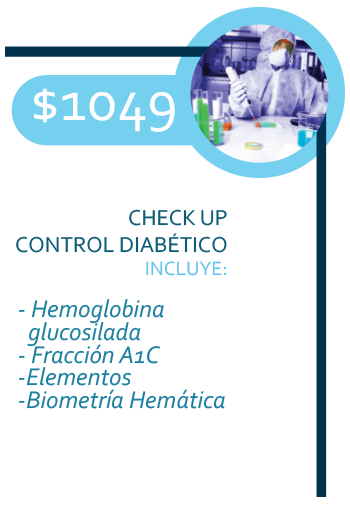 $1049
CHECK UP
CONTROL DIABÉTICO
INCLUYE:
- Hemoglobina
glucosilada
- Fracción A1C
-Elementos
-Biometría Hemática